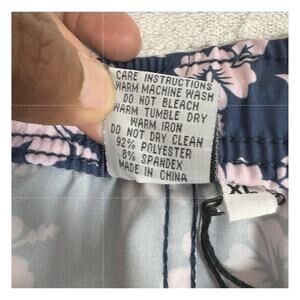 CARE INSTRUCTIONS
WARM MACHINE WASH
DO NOT BLEACH
WARM TUMBLE DRY
WARM IRON
DO NOT DRY CLEAN
92% POLYESTER
8% SPANDEX
MADE IN CHINA
XL